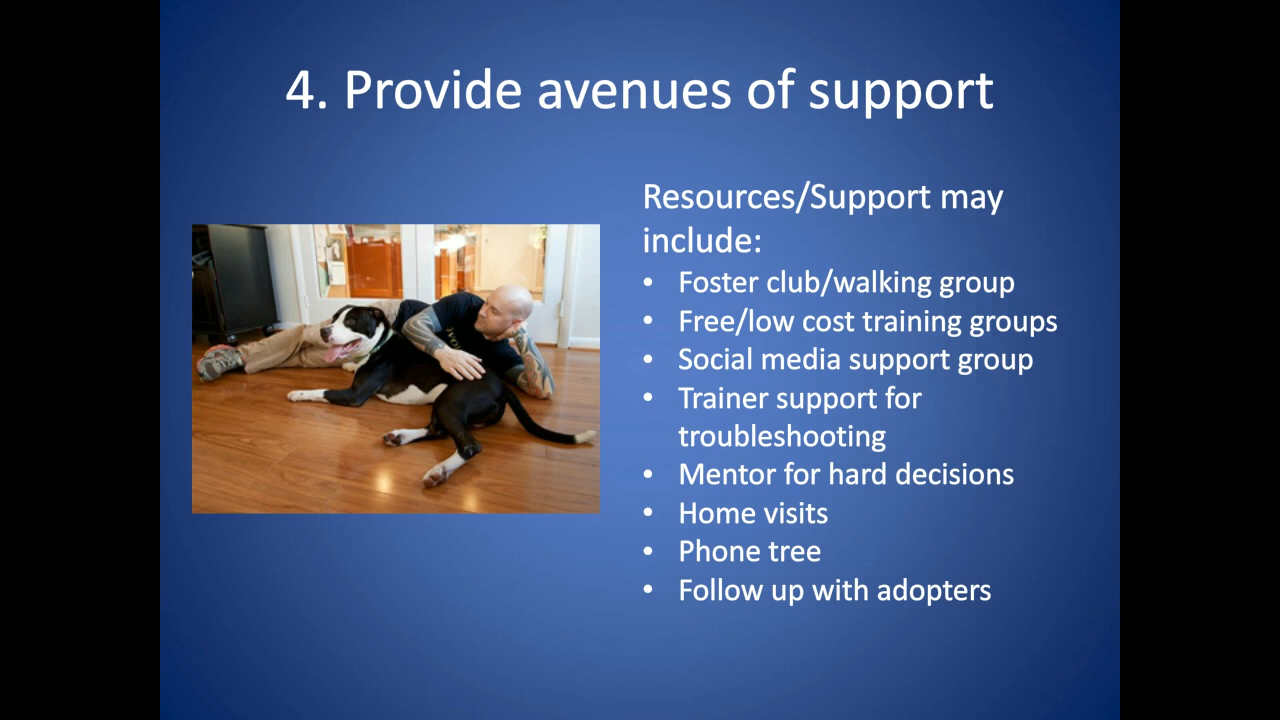 4. Provide avenues of support
Resources/Support may
include:
• Foster club/walking group
• Free/low cost training groups
• Social media support group
• Trainer support for
troubleshooting
• Mentor for hard decisions
• Home visits
• Phone tree
• Follow up with adopters